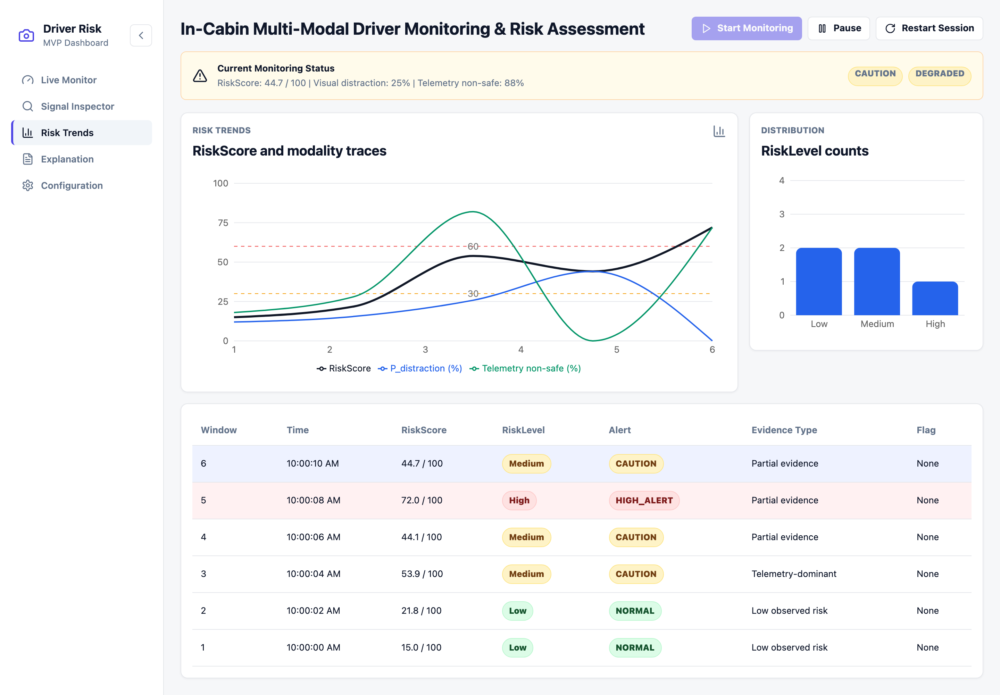 Driver Risk
MVP Dashboard
Live Monitor
Signal Inspector
Risk Trends
Explanation
Configuration
In-Cabin Multi-Modal Driver Monitoring & Risk Assessment
Start Monitoring
Pause
Restart Session
Current Monitoring Status
RiskScore: 44.7 / 100 | Visual distraction: 25% | Telemetry non-safe: 88%
CAUTION
DEGRADED
RISK TRENDS
RiskScore and modality traces
100
75
60
50
30
25
0
1 2 3 4 5 6
RiskScore P_distraction (%) Telemetry non-safe (%)
DISTRIBUTION
RiskLevel counts
4
3
2
1
0
Low Medium High
Window Time RiskScore RiskLevel Alert Evidence Type Flag
6 10:00:10 AM 44.7 / 100 Medium CAUTION Partial evidence None
5 10:00:08 AM 72.0 / 100 High HIGH_ALERT Partial evidence None
4 10:00:06 AM 44.1 / 100 Medium CAUTION Partial evidence None
3 10:00:04 AM 53.9 / 100 Medium CAUTION Telemetry-dominant None
2 10:00:02 AM 21.8 / 100 Low NORMAL Low observed risk None
1 10:00:00 AM 15.0 / 100 Low NORMAL Low observed risk None